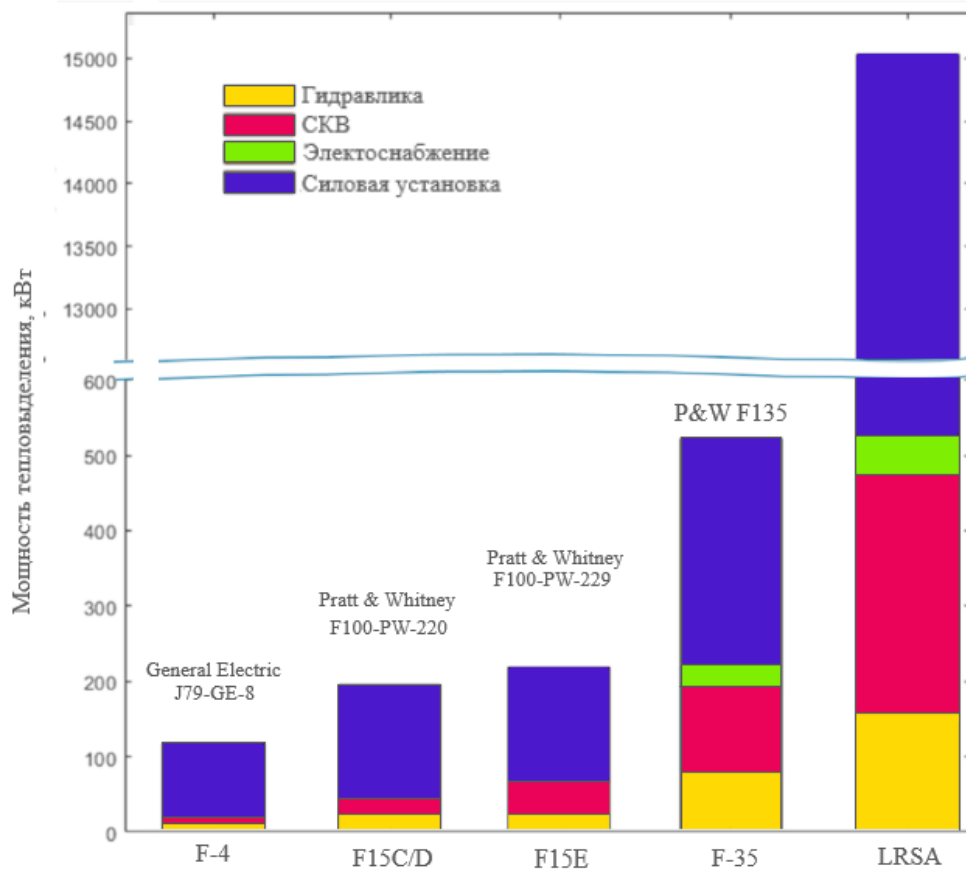 15000
14500
14000
13500
13000
600
500
400
300
200
100
0
Мощность тепловыделения, кВт
Гидравлика
СКВ
Электоснабжение
Силовая установка
General Electric
J79-GE-8
Pratt & Whitney
F100-PW-220
Pratt & Whitney
F100-PW-229
P&W F135
F-4
F15C/D
F15E
F-35
LRSA